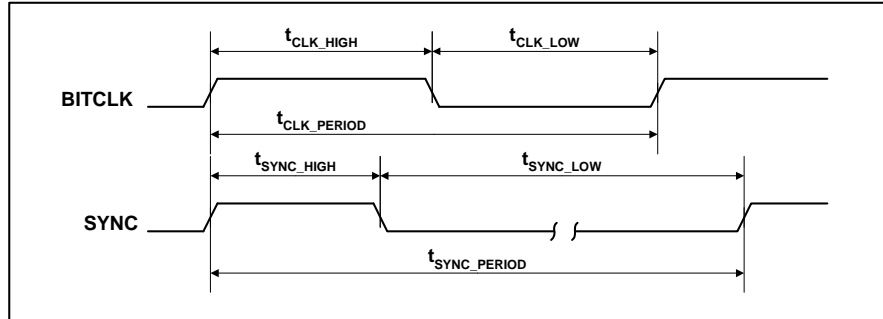 tCLK_HIGH
tCLK_LOW
BITCLK
tCLK_PERIOD
tSYNC_HIGH
tSYNC_LOW
SYNC
tSYNC_PERIOD